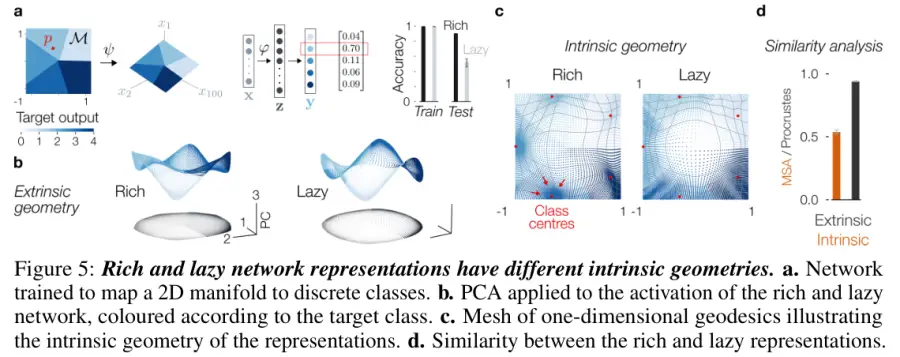 a
1
p
M
ψ
-1
1
Target output
0 1 2 3 4
x1
x2
x100
φ
x
z
y
0.04
0.70
0.11
0.06
0.09
Accuracy
1
0
Rich
Lazy
Train
Test
b
Extrinsic
geometry
Rich
Lazy
3
1
2
PC
c
Intrinsic geometry
Rich
Lazy
1
1
Class
centres
-1
1
-1
1
d
Similarity analysis
MSA / Procrustes
1.0
0.5
0.0
Extrinsic
Intrinsic
Figure 5: Rich and lazy network representations have different intrinsic geometries. a. Network
trained to map a 2D manifold to discrete classes. b. PCA applied to the activation of the rich and lazy
network, coloured according to the target class. c. Mesh of one-dimensional geodesics illustrating
the intrinsic geometry of the representations. d. Similarity between the rich and lazy representations.